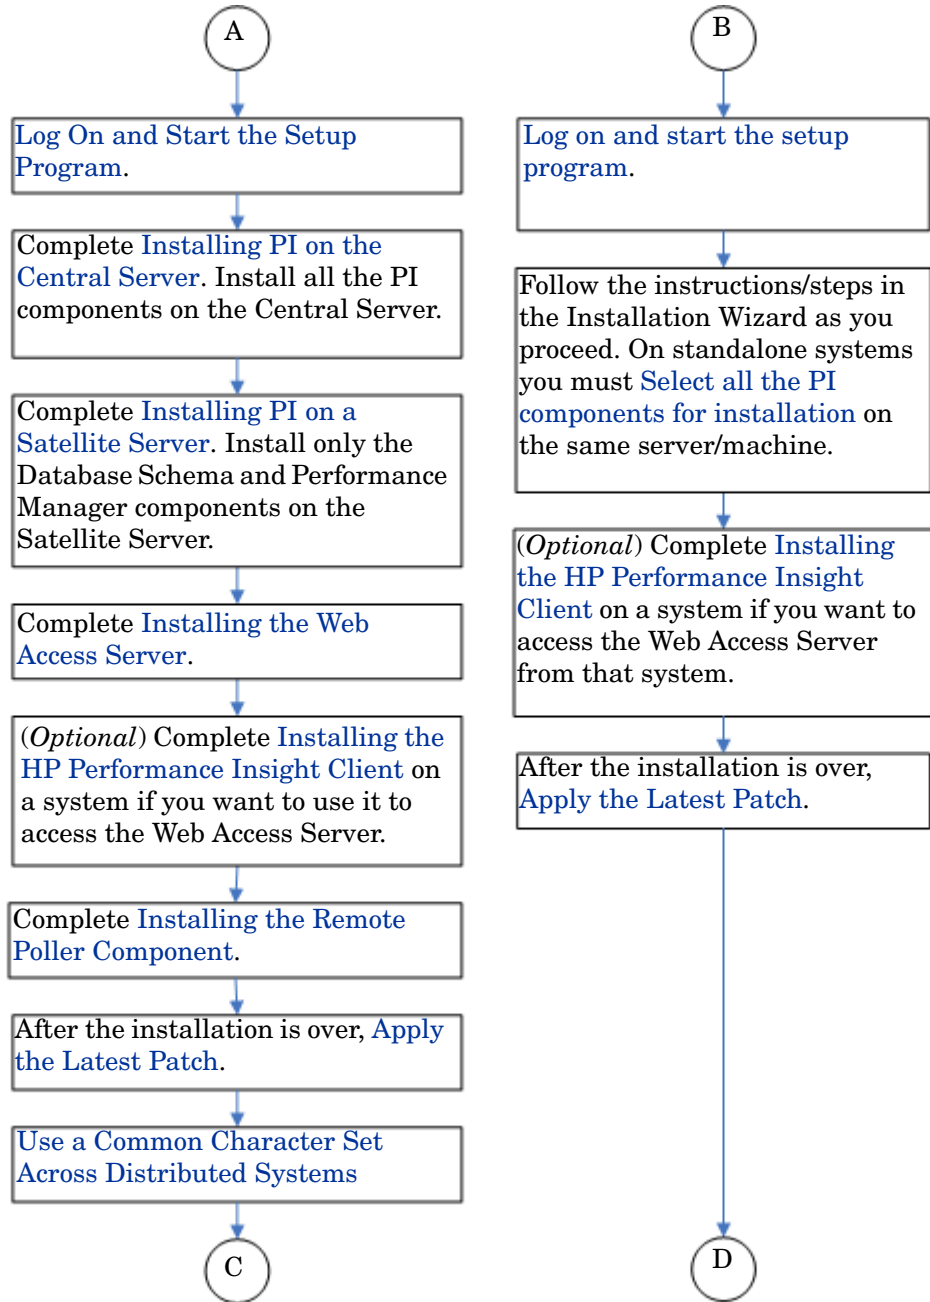 A
Log On and Start the Setup
Program.
Complete Installing PI on the
Central Server. Install all the PI
components on the Central Server.
Complete Installing PI on a
Satellite Server. Install only the
Database Schema and Performance
Manager components on the
Satellite Server.
Complete Installing the Web
Access Server.
(Optional) Complete Installing the
HP Performance Insight Client on
a system if you want to use it to
access the Web Access Server.
Complete Installing the Remote
Poller Component.
After the installation is over, Apply
the Latest Patch.
Use a Common Character Set
Across Distributed Systems
C
B
Log on and start the setup
program.
Follow the instructions/steps in
the Installation Wizard as you
proceed. On standalone systems
you must Select all the PI
components for installation on
the same server/machine.
(Optional) Complete Installing
the HP Performance Insight
Client on a system if you want to
access the Web Access Server
from that system.
After the installation is over,
Apply the Latest Patch.
D